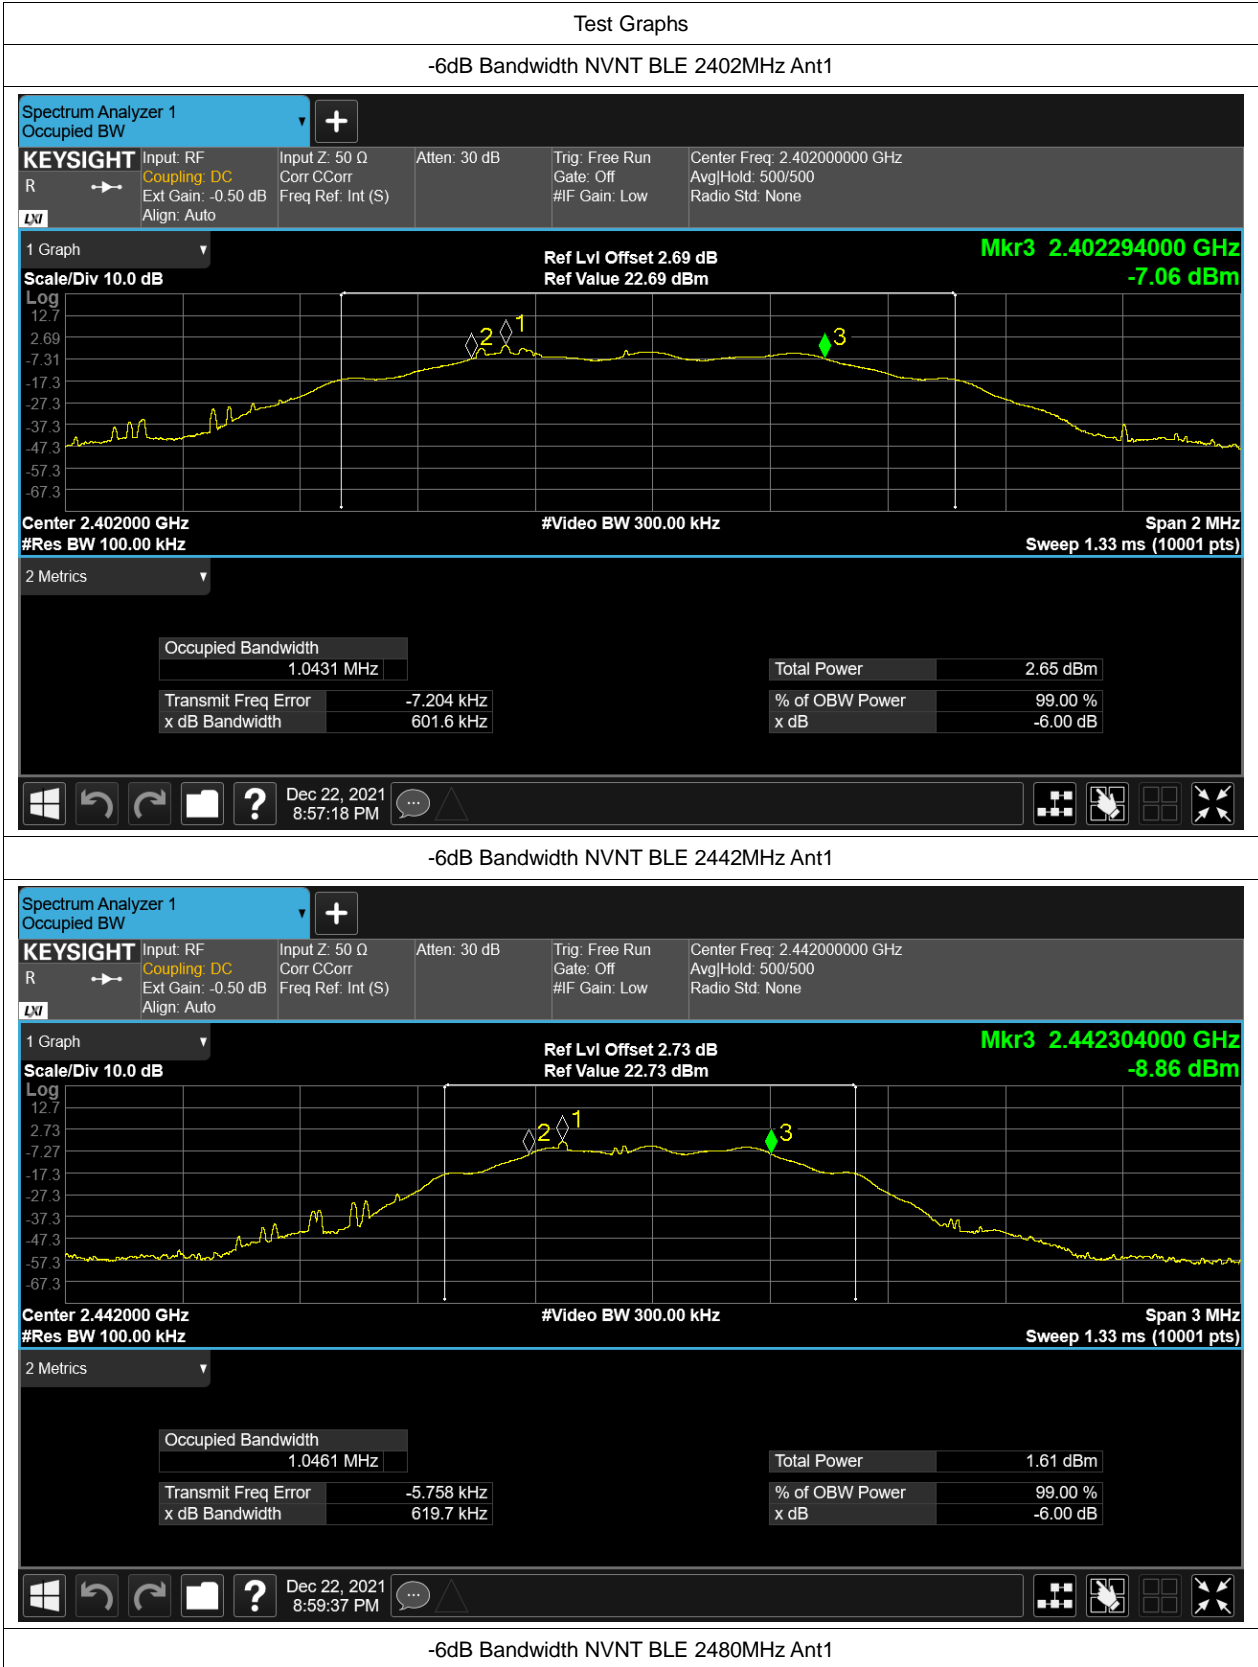 Test Graphs
-6dB Bandwidth NVNT BLE 2402MHz Ant1
Spectrum Analyzer 1
Occupied BW
KEYSIGHT
R
LXI
Input: RF
Coupling: DC
Ext Gain: -0.50 dB
Align: Auto
Input Z: 50 Ω
Corr CCorr
Freq Ref: Int (S)
Atten: 30 dB
Trig: Free Run
Gate: Off
#IF Gain: Low
Center Freq: 2.402000000 GHz
Avg|Hold: 500/500
Radio Std: None
1 Graph
Scale/Div 10.0 dB
Ref Lvl Offset 2.69 dB
Ref Value 22.69 dBm
Mkr3 2.402294000 GHz
-7.06 dBm
Log
12.7
2.69
-7.31
-17.3
-27.3
-37.3
-47.3
-57.3
-67.3
2
1
3
Center 2.402000 GHz
#Res BW 100.00 kHz
#Video BW 300.00 kHz
Span 2 MHz
Sweep 1.33 ms (10001 pts)
2 Metrics
Occupied Bandwidth
1.0431 MHz
Transmit Freq Error -7.204 kHz
x dB Bandwidth 601.6 kHz
Total Power 2.65 dBm
% of OBW Power 99.00 %
x dB -6.00 dB
?
Dec 22, 2021
8:57:18 PM
-6dB Bandwidth NVNT BLE 2442MHz Ant1
Spectrum Analyzer 1
Occupied BW
KEYSIGHT
R
LXI
Input: RF
Coupling: DC
Ext Gain: -0.50 dB
Align: Auto
Input Z: 50 Ω
Corr CCorr
Freq Ref: Int (S)
Atten: 30 dB
Trig: Free Run
Gate: Off
#IF Gain: Low
Center Freq: 2.442000000 GHz
Avg|Hold: 500/500
Radio Std: None
1 Graph
Scale/Div 10.0 dB
Ref Lvl Offset 2.73 dB
Ref Value 22.73 dBm
Mkr3 2.442304000 GHz
-8.86 dBm
Log
12.7
2.73
-7.27
-17.3
-27.3
-37.3
-47.3
-57.3
-67.3
2
1
3
Center 2.442000 GHz
#Res BW 100.00 kHz
#Video BW 300.00 kHz
Span 3 MHz
Sweep 1.33 ms (10001 pts)
2 Metrics
Occupied Bandwidth
1.0461 MHz
Transmit Freq Error -5.758 kHz
x dB Bandwidth 619.7 kHz
Total Power 1.61 dBm
% of OBW Power 99.00 %
x dB -6.00 dB
?
Dec 22, 2021
8:59:37 PM
-6dB Bandwidth NVNT BLE 2480MHz Ant1